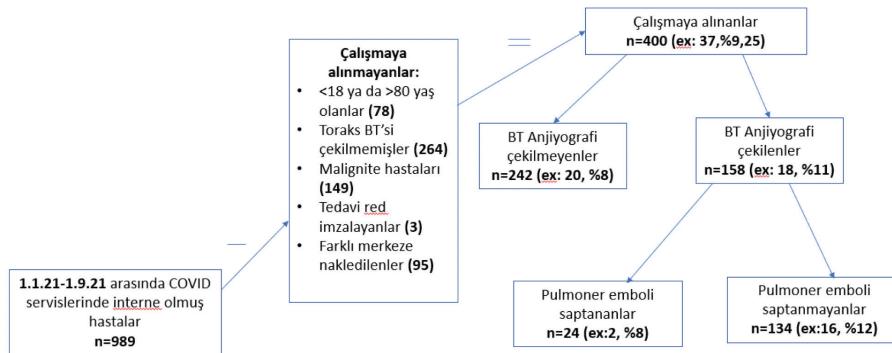 1.1.21-1.9.21 arasında COVID
servislerinde interne olmuş
hastalar
n=989
Çalışmaya
alınmayanlar:
• <18 ya da >80 yaş
olanlar (78)
• Toraks BT’si
çekilmemişler (264)
• Malignite hastaları
(149)
• Tedavi red
imzalayanlar (3)
• Farklı merkeze
nakledilenler (95)
Çalışmaya alınanlar
n=400 (ex: 37,%9,25)
BT Anjiyografi
çekilmeyenler
n=242 (ex: 20, %8)
BT Anjiyografi
çekilenler
n=158 (ex: 18, %11)
Pulmoner emboli
saptananlar
n=24 (ex:2, %8)
Pulmoner emboli
saptanmayanlar
n=134 (ex:16, %12)